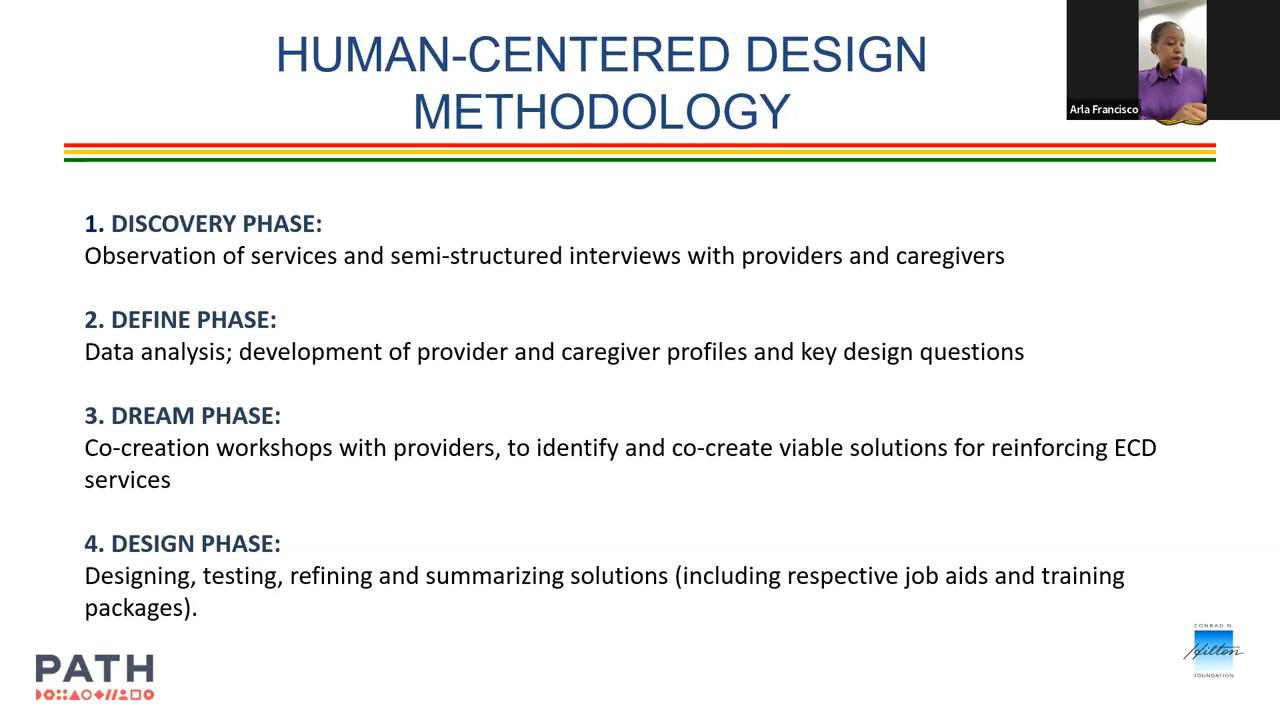 HUMAN-CENTERED DESIGN
METHODOLOGY
Arla Francisco
1. DISCOVERY PHASE:
Observation of services and semi-structured interviews with providers and caregivers
2. DEFINE PHASE:
Data analysis; development of provider and caregiver profiles and key design questions
3. DREAM PHASE:
Co-creation workshops with providers, to identify and co-create viable solutions for reinforcing ECD
services
4. DESIGN PHASE:
Designing, testing, refining and summarizing solutions (including respective job aids and training
packages).
PATH
CONRAD N.
Hilton
FOUNDATION